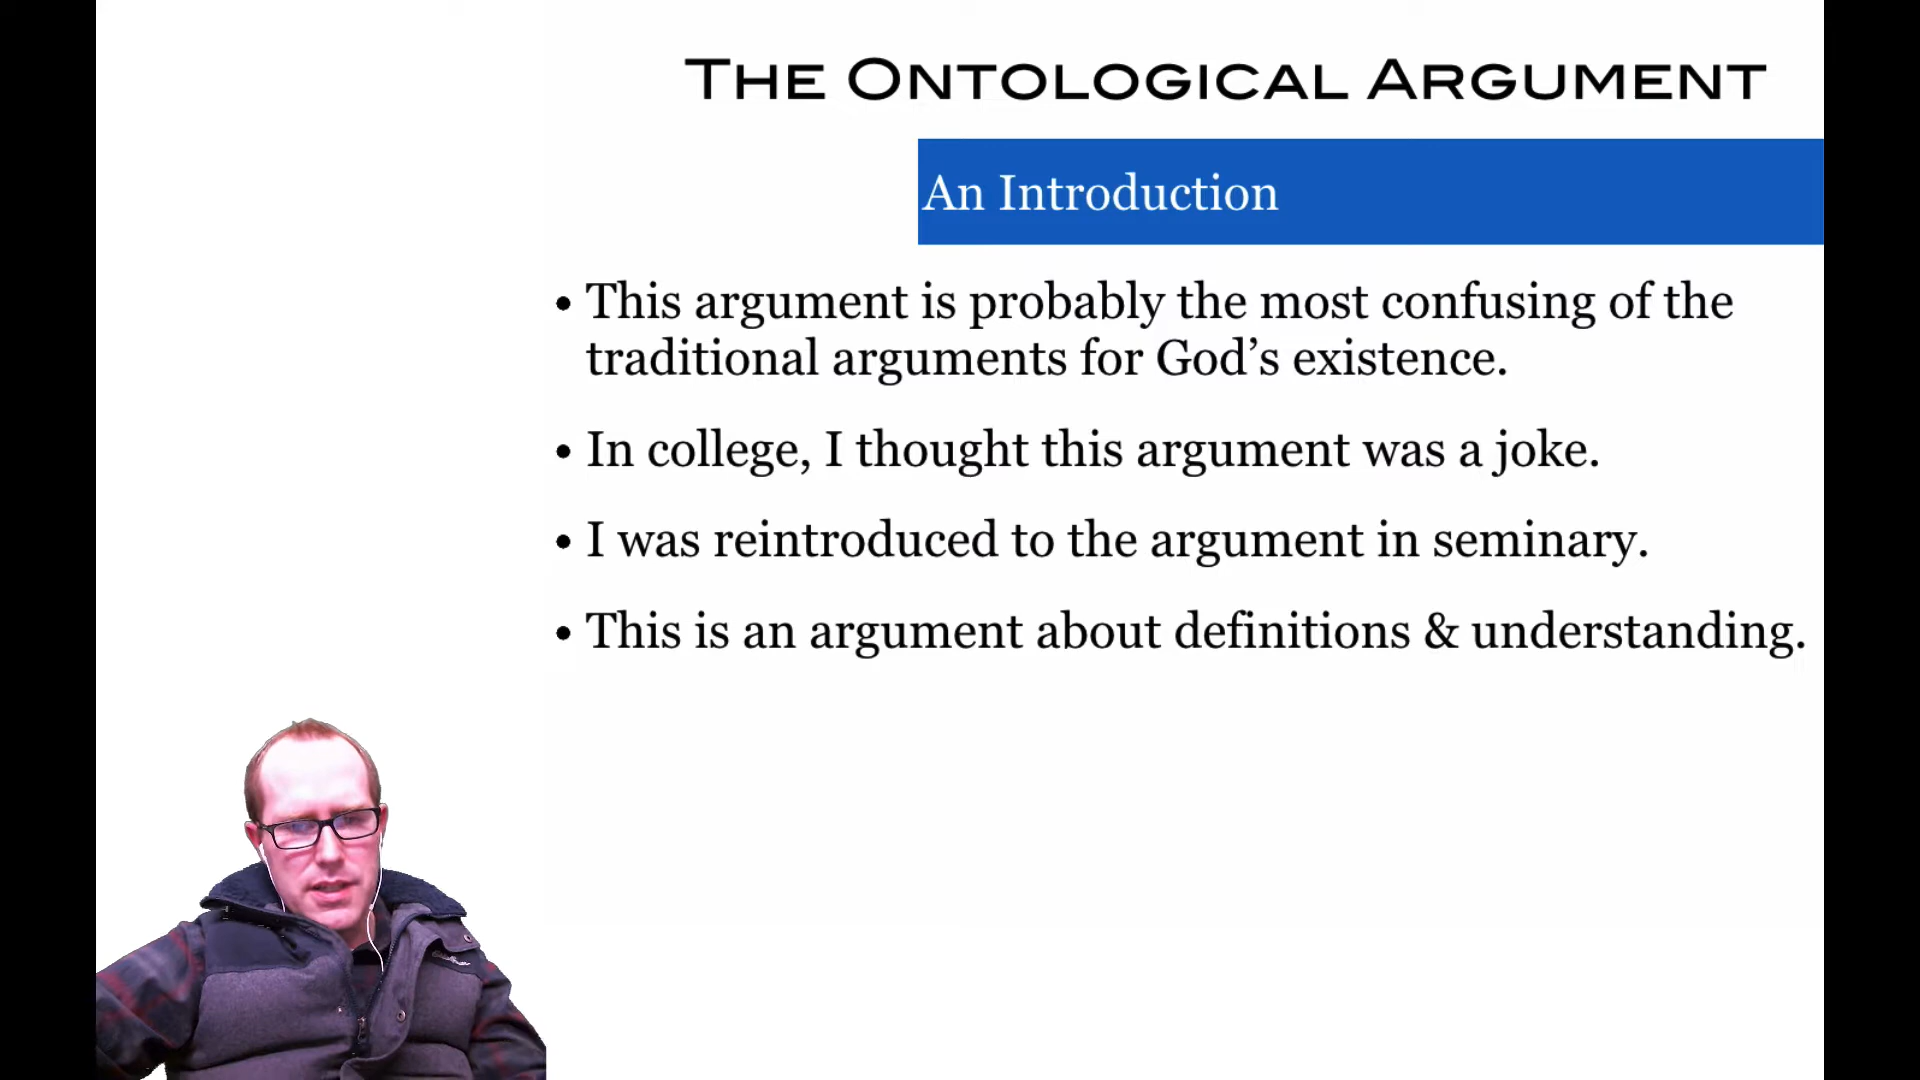 THE ONTOLOGICAL ARGUMENT
An Introduction
• This argument is probably the most confusing of the
traditional arguments for God’s existence.
• In college, I thought this argument was a joke.
• I was reintroduced to the argument in seminary.
• This is an argument about definitions & understanding.